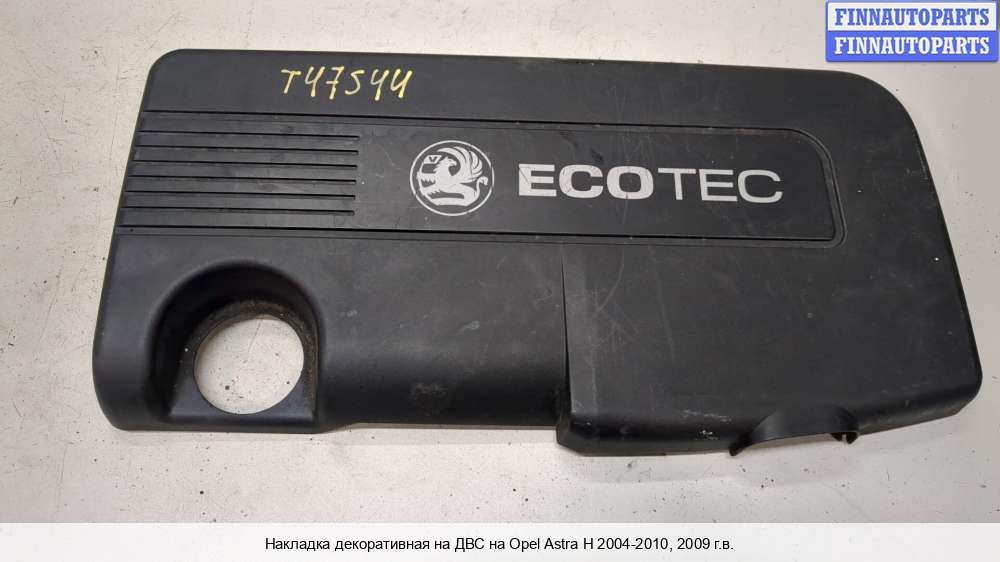 FINNAUTOPARTS
FINNAUTOPARTS
T47544
V
ECOTEC
Накладка декоративная на ДВС на Opel Astra H 2004-2010, 2009 г.в.